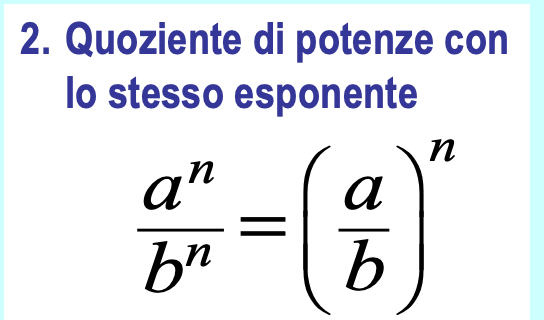 2. Quoziente di potenze con
lo stesso esponente
aⁿ/bⁿ = (a/b)ⁿ